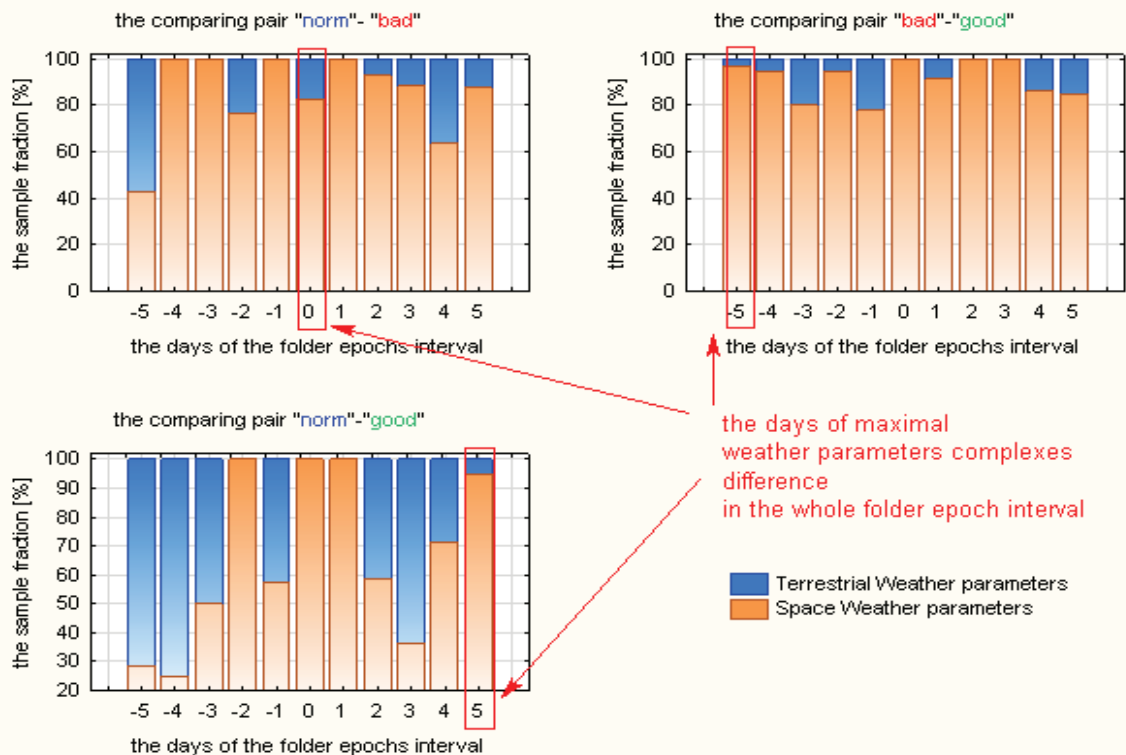 the comparing pair "norm"- "bad"
the sample fraction [%]
100
80
60
40
20
0
-5 -4 -3 -2 -1 0 1 2 3 4 5
the days of the folder epochs interval
the comparing pair "bad"-"good"
the sample fraction [%]
100
80
60
40
20
0
-5 -4 -3 -2 -1 0 1 2 3 4 5
the days of the folder epochs interval
the comparing pair "norm"-"good"
the sample fraction [%]
100
90
80
70
60
50
40
30
20
-5 -4 -3 -2 -1 0 1 2 3 4 5
the days of the folder epochs interval
the days of maximal
weather parameters complexes
difference
in the whole folder epoch interval
Terrestrial Weather parameters
Space Weather parameters